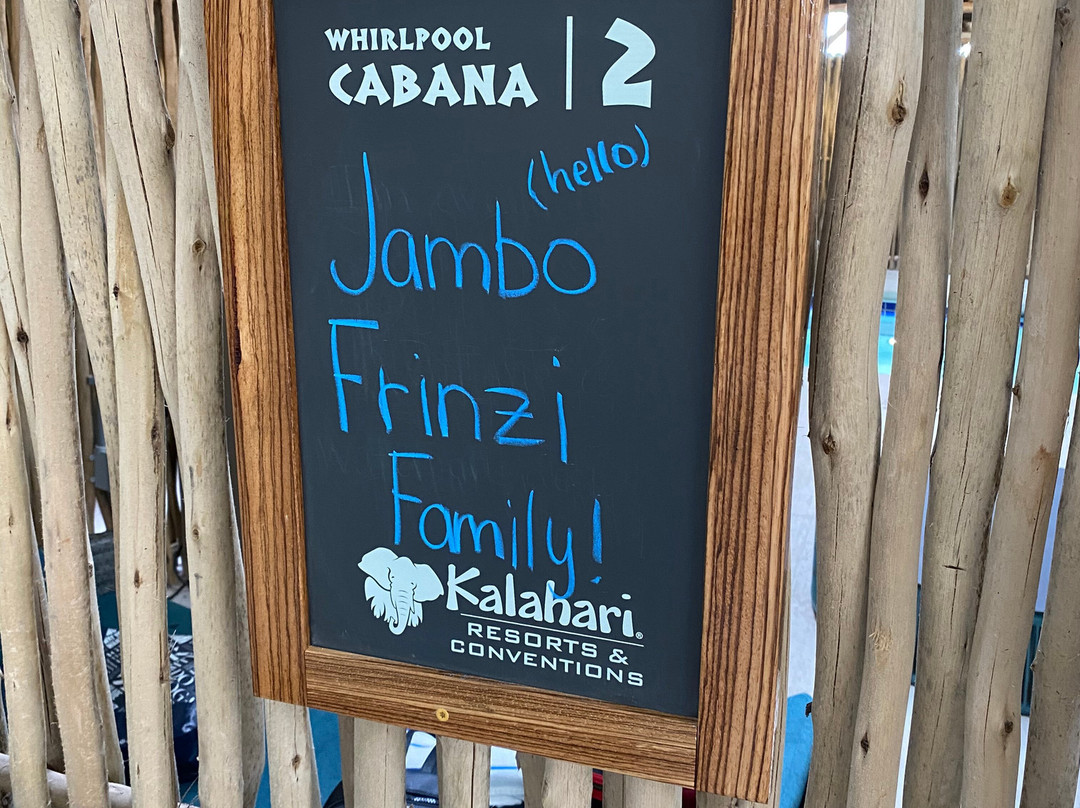 WHIRLPOOL
CABANA | 2
(hello)
Jambo
Frinzi
Family!
Kalahari®
RESORTS &
CONVENTIONS